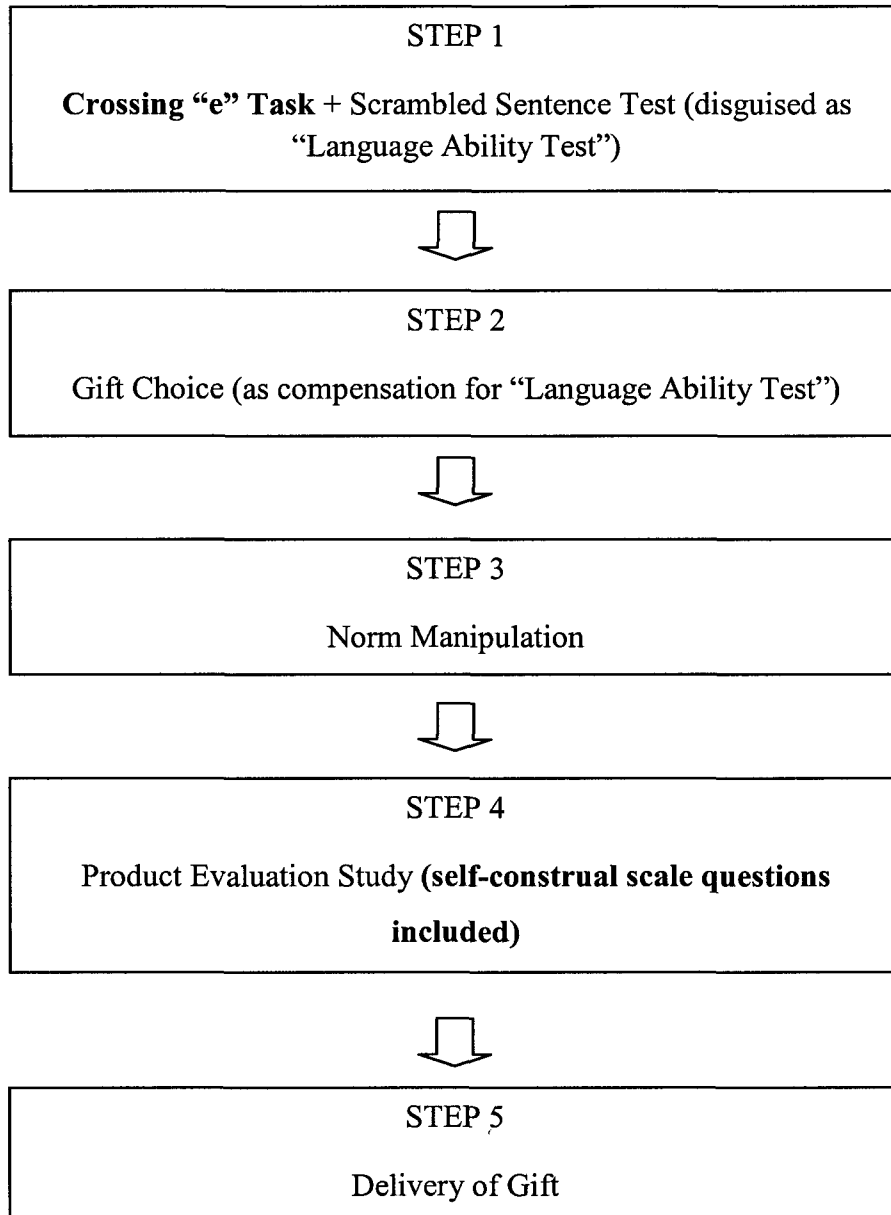 STEP 1
Crossing “e” Task + Scrambled Sentence Test (disguised as
“Language Ability Test”)
STEP 2
Gift Choice (as compensation for “Language Ability Test”)
STEP 3
Norm Manipulation
STEP 4
Product Evaluation Study (self-construal scale questions
included)
STEP 5
Delivery of Gift